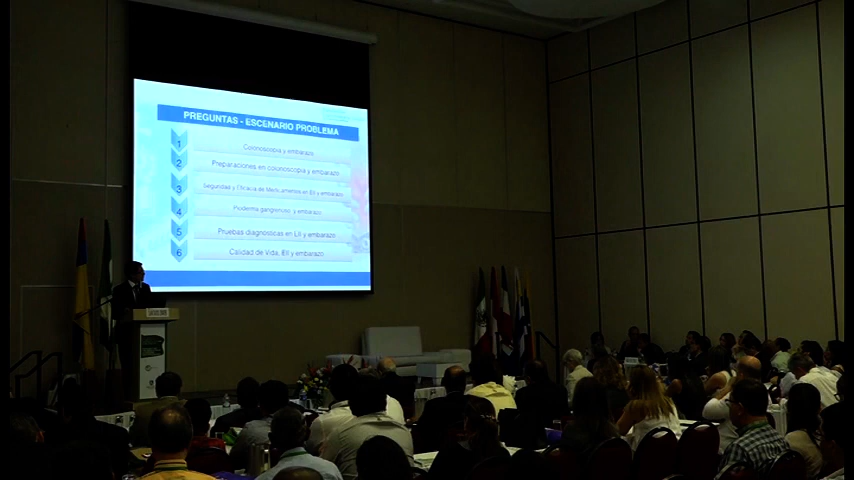 PREGUNTAS - ESCENARIO PROBLEMA
1 Colonoscopia y embarazo
2 Preparaciones en colonoscopia y embarazo
3 Seguridad y Eficacia de Medicamentos en EII y embarazo
4 Pioderma gangrenoso y embarazo
5 Pruebas diagnosticas en EII y embarazo
6 Calidad de Vida, EII y embarazo